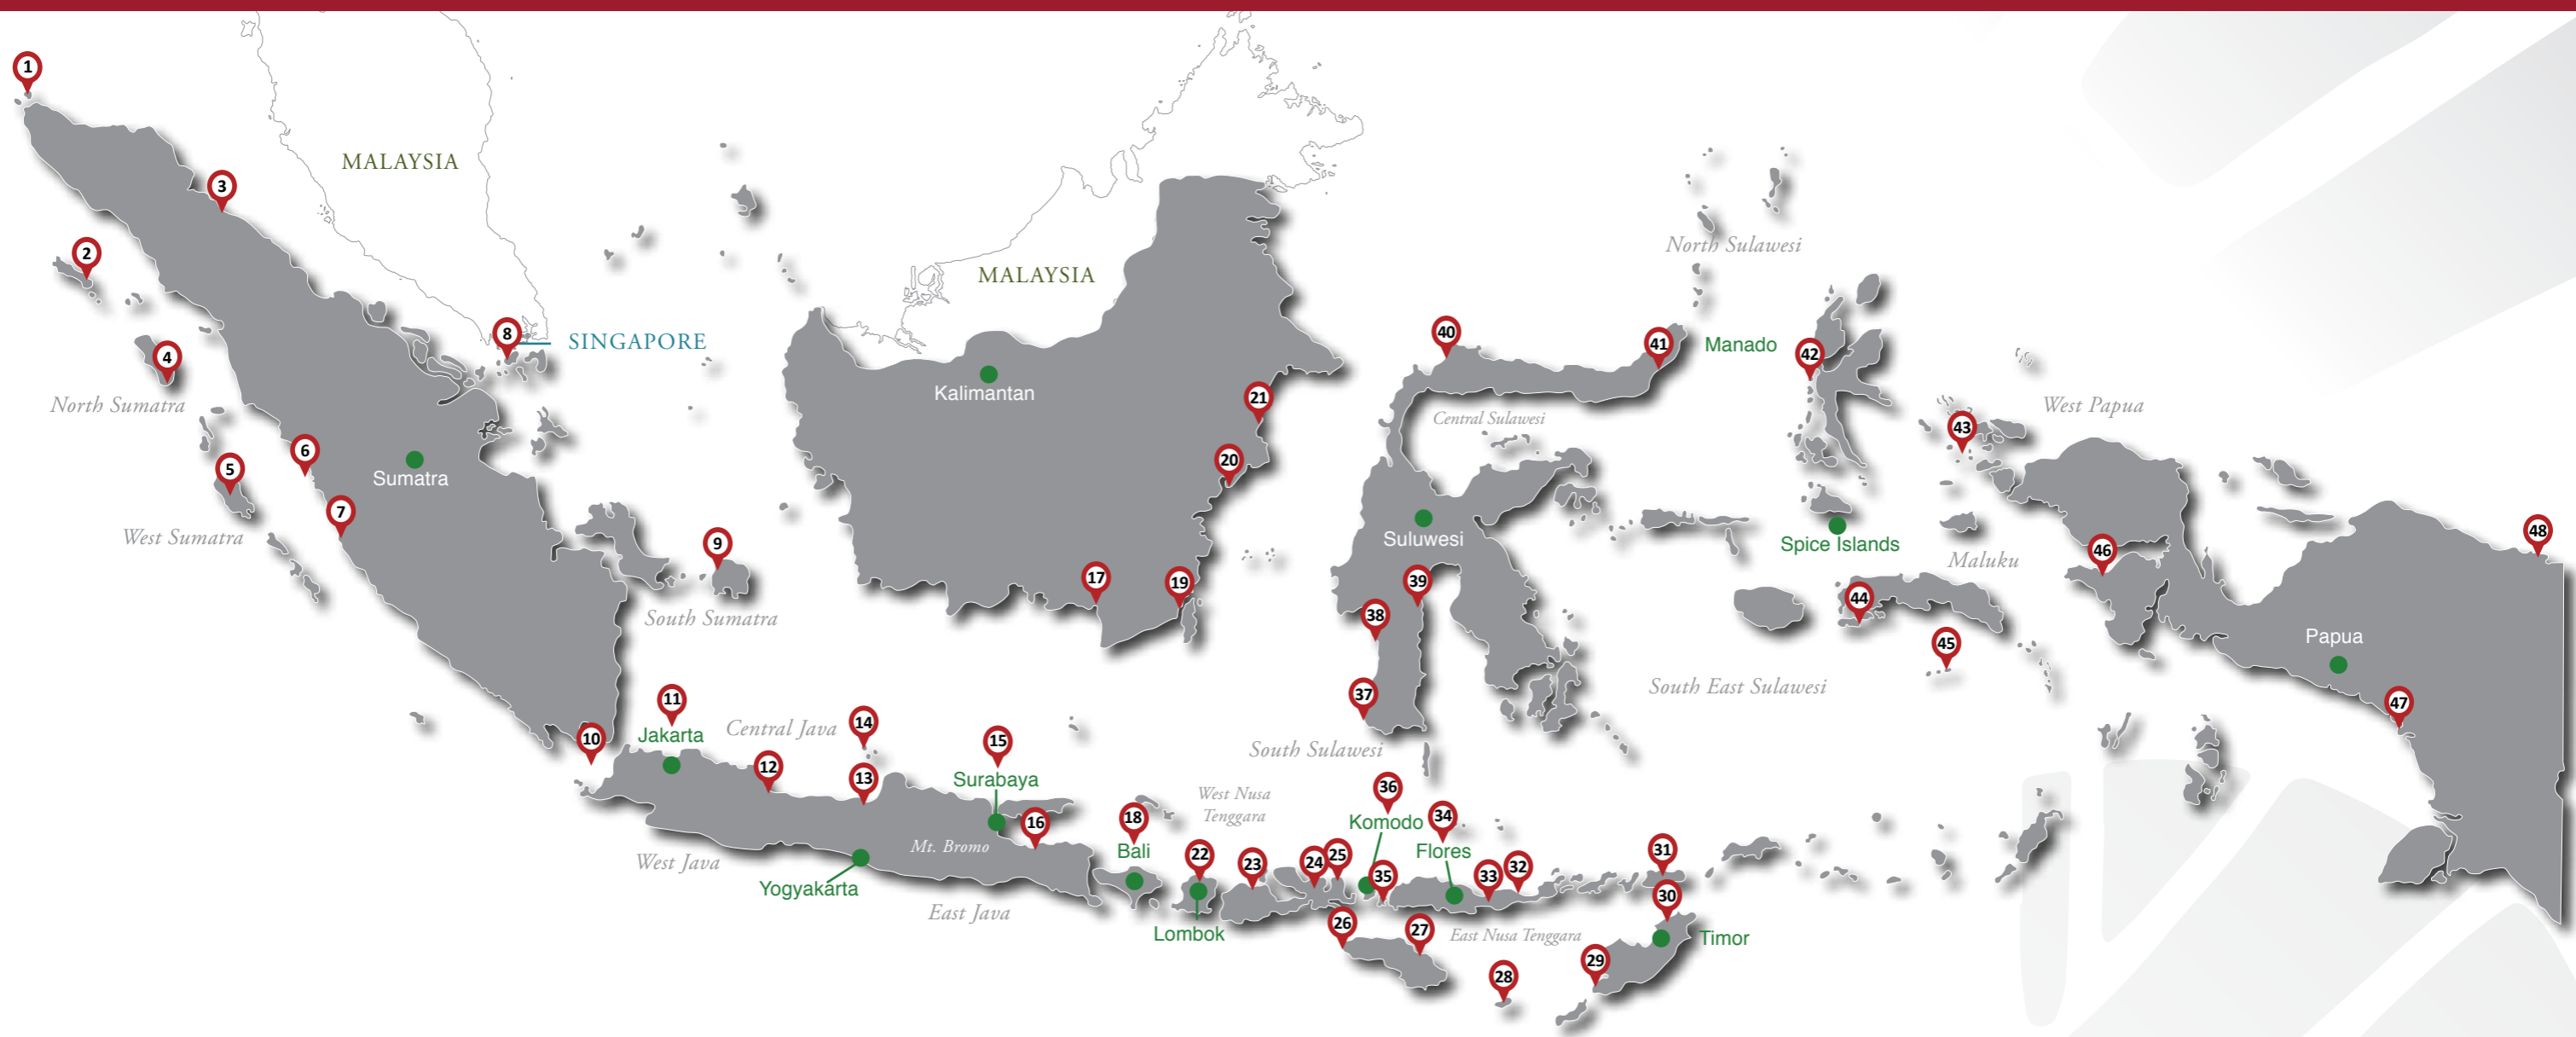 1
MALAYSIA
3
2
North Sulawesi
MALAYSIA
8
SINGAPORE
4
40
41
Manado
42
Kalimantan
North Sumatra
21
Central Sulawesi
43
West Papua
6
5
Sumatra
20
7
West Sumatra
Suluwesi
Spice Islands
48
9
46
Maluku
17
19
39
44
South Sumatra
38
45
Papua
South East Sulawesi
11
37
47
Jakarta
Central Java
14
10
15
South Sulawesi
12
13
Surabaya
36
West Nusa
Tenggara
Komodo
34
18
16
Mt. Bromo
Bali
Flores
31
West Java
22
23
24
25
35
33
32
Yogyakarta
30
East Java
Lombok
26
27
East Nusa Tenggara
Timor
29
28